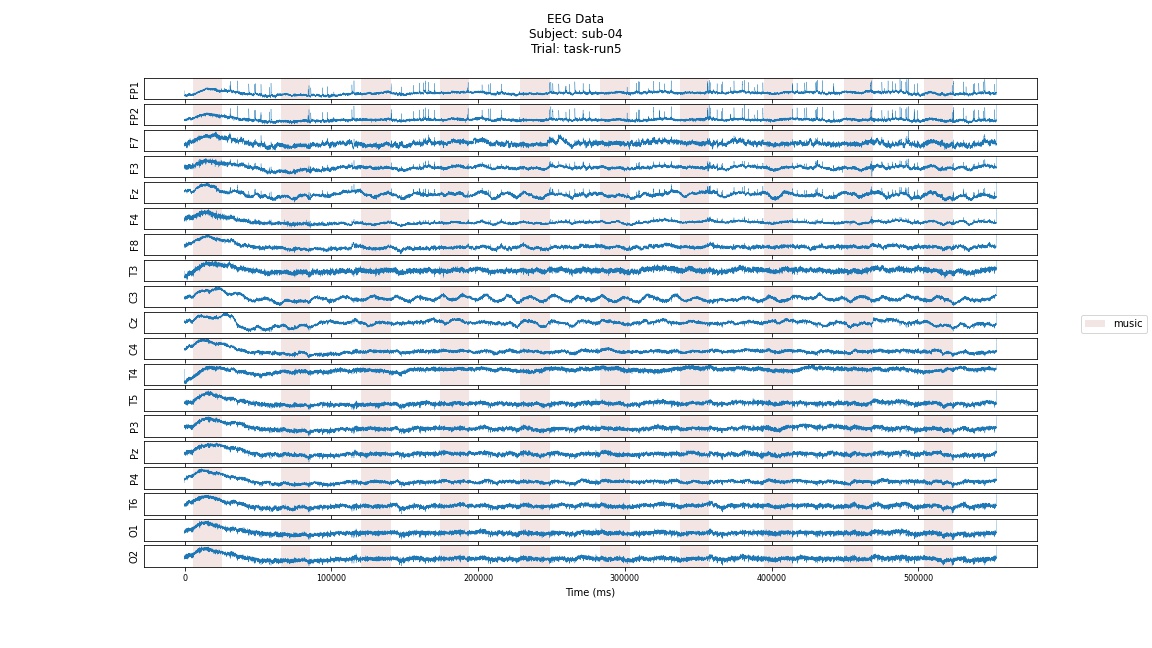 EEG Data
Subject: sub-04
Trial: task-run5
FP1
FP2
F7
F3
Fz
F4
F8
T3
C3
Cz
C4
T4
T5
P3
Pz
P4
T6
O1
O2
music
0 100000 200000 300000 400000 500000
Time (ms)